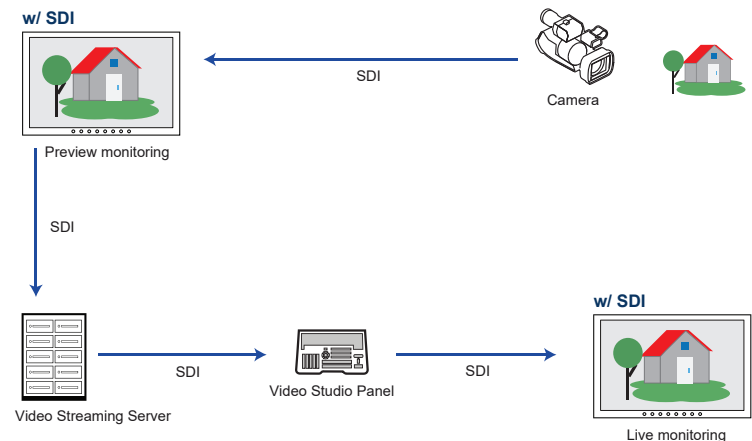 w/ SDI
SDI
Camera
Preview monitoring
SDI
w/ SDI
SDI
Video Streaming Server
Video Studio Panel
SDI
Live monitoring